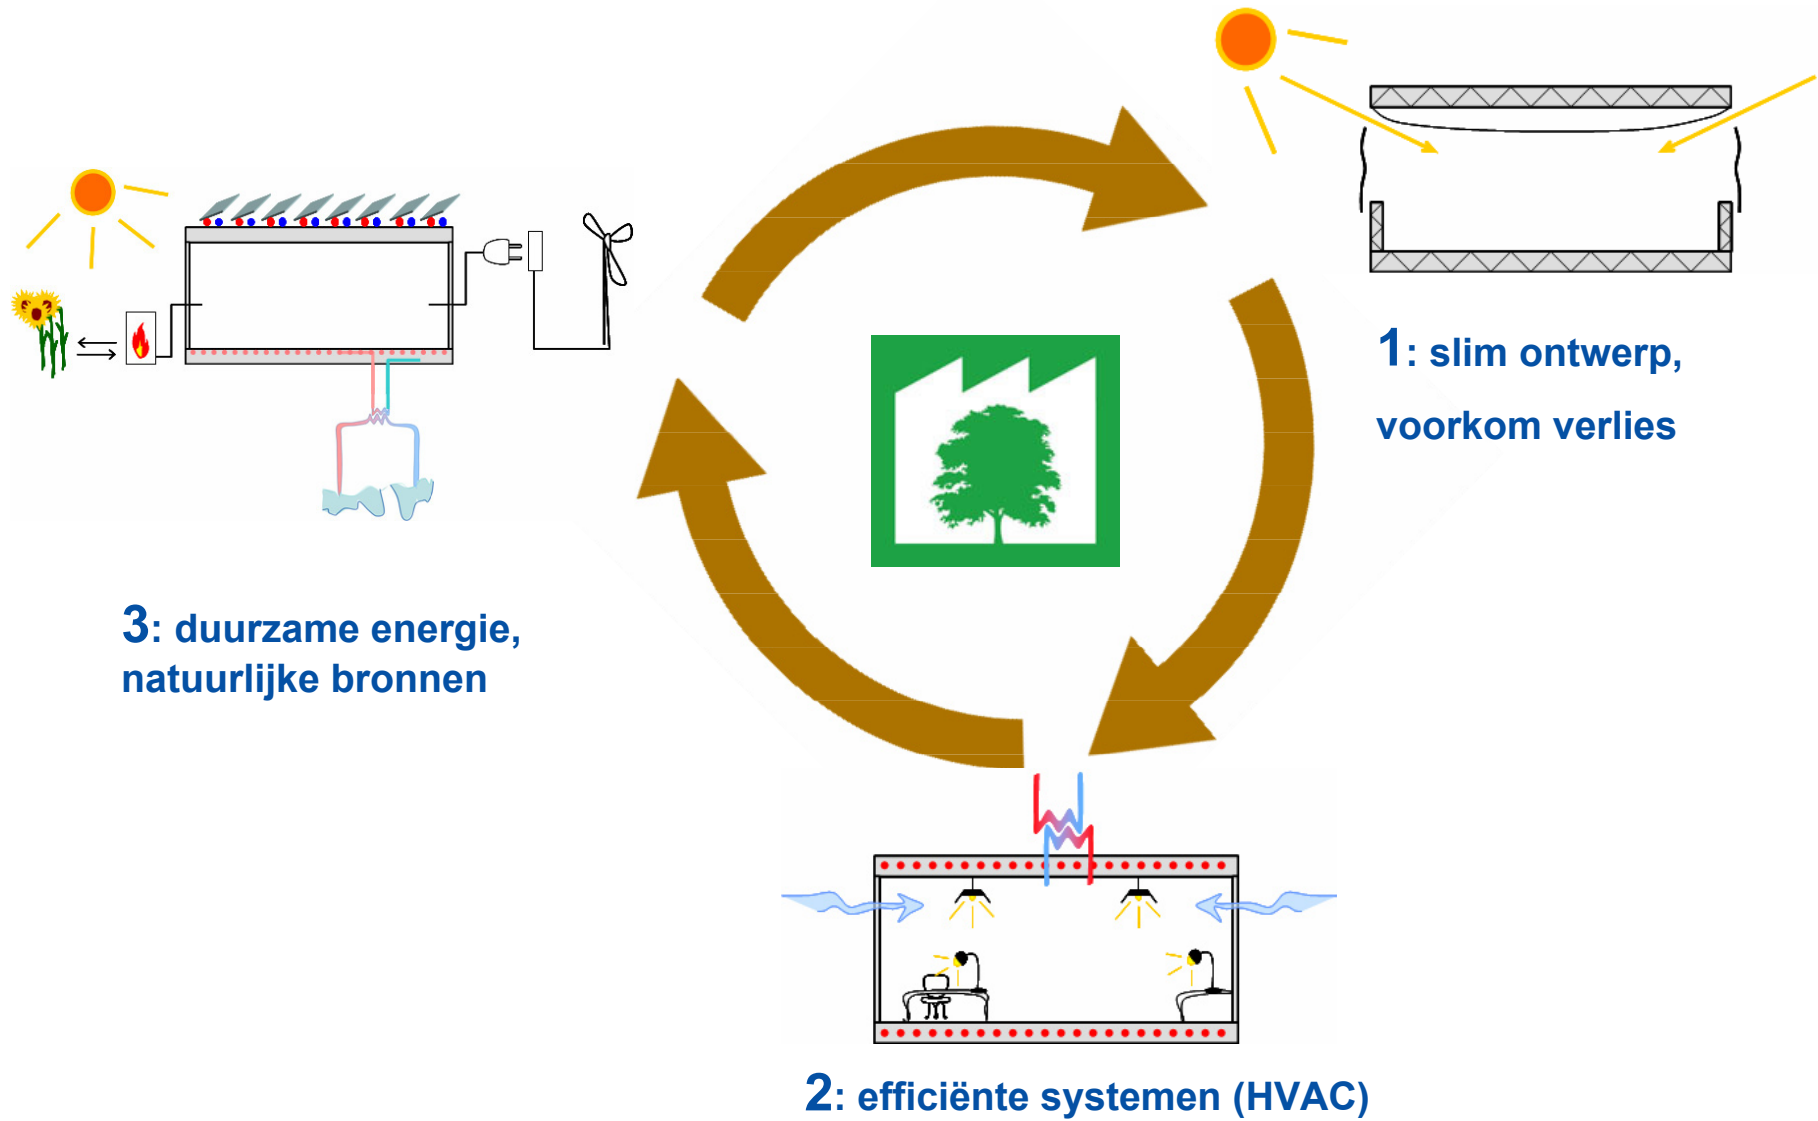 1: slim ontwerp,
voorkom verlies
2: efficiënte systemen (HVAC)
3: duurzame energie,
natuurlijke bronnen